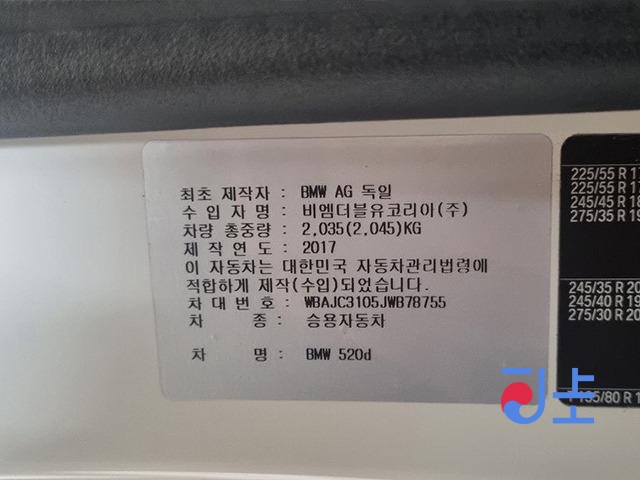 최초 제작자 : BMW AG 독일
수 입 자 명 : 비엠더블유코리아(주)
차량 총중량 : 2,035(2,045)KG
제 작 연 도 : 2017
이 자동차는 대한민국 자동차관리법령에
적합하게 제작(수입)되었습니다.
차 대 번 호 : WBAJC3105JWB78755
차 종 : 승용자동차
차 명 : BMW 520d
225/55 R 17
225/55 R 17
245/45 R 18
275/35 R 19
245/35 R 20
245/40 R 19
275/30 R 20